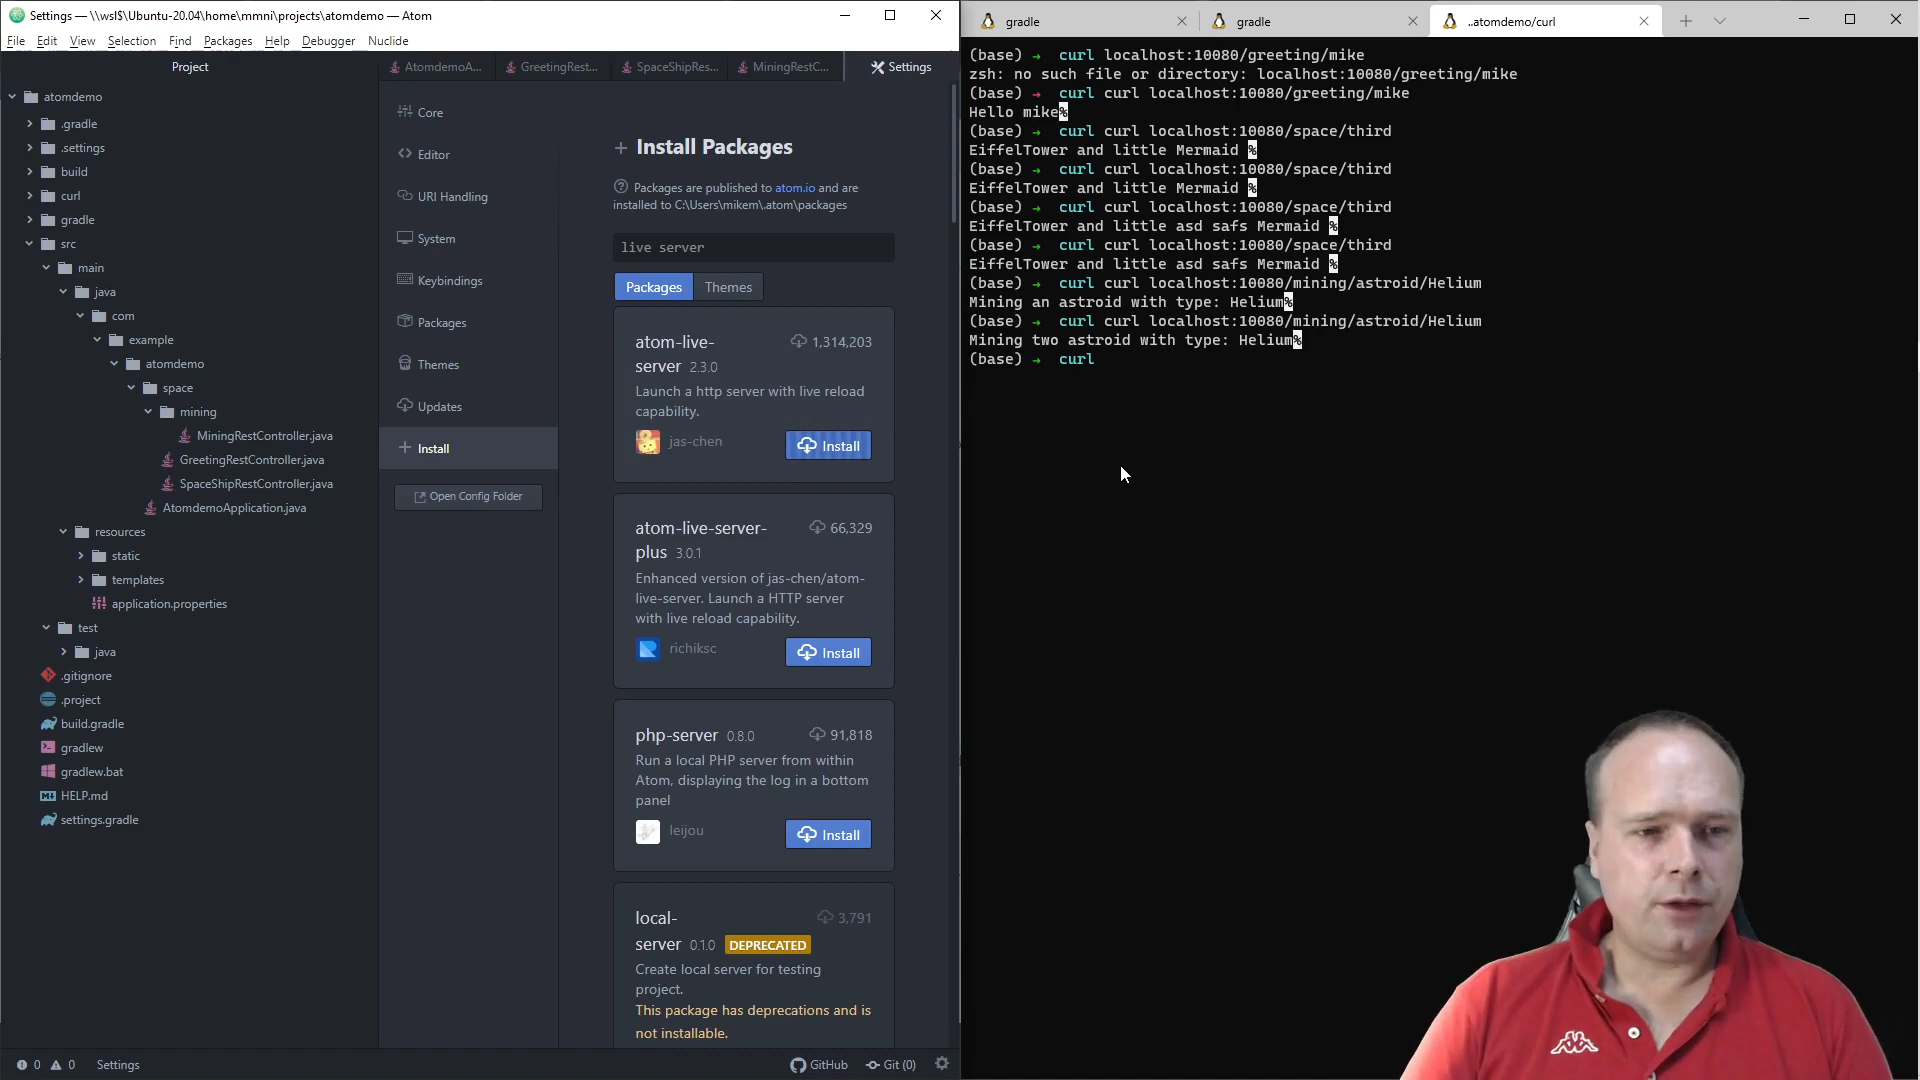 Settings — \\wsl$\Ubuntu-20.04\home\mmni\projects\atomdemo — Atom
File Edit View Selection Find Packages Help Debugger Nuclide
Project
atomdemo
.gradle
.settings
build
curl
gradle
src
main
java
com
example
atomdemo
space
mining
MiningRestController.java
GreetingRestController.java
SpaceShipRestController.java
AtomdemoApplication.java
resources
static
templates
application.properties
test
java
.gitignore
.project
build.gradle
gradlew
gradlew.bat
HELP.md
settings.gradle
0 0 Settings
AtomdemoA... GreetingRest... SpaceShipRes... MiningRestC... Settings
Core
Editor
URI Handling
System
Keybindings
Packages
Themes
Updates
Install
Open Config Folder
Install Packages
Packages are published to atom.io and are
installed to C:\Users\mikem\.atom\packages
live server
Packages Themes
atom-live-
server 2.3.0
1,314,203
Launch a http server with live reload
capability.
jas-chen
Install
atom-live-server-
plus 3.0.1
66,329
Enhanced version of jas-chen/atom-
live-server. Launch a HTTP server
with live reload capability.
richiksc
Install
php-server 0.8.0
91,818
Run a local PHP server from within
Atom, displaying the log in a bottom
panel
leijou
Install
local-
server 0.1.0 DEPRECATED
3,791
Create local server for testing
project.
This package has deprecations and is
not installable.
GitHub Git (0)
gradle gradle ..atomdemo/curl
(base) → curl localhost:10080/greeting/mike
zsh: no such file or directory: localhost:10080/greeting/mike
(base) → curl curl localhost:10080/greeting/mike
Hello mike%
(base) → curl curl localhost:10080/space/third
EiffelTower and little Mermaid %
(base) → curl curl localhost:10080/space/third
EiffelTower and little Mermaid %
(base) → curl curl localhost:10080/space/third
EiffelTower and little asd safs Mermaid %
(base) → curl curl localhost:10080/space/third
EiffelTower and little asd safs Mermaid %
(base) → curl curl localhost:10080/mining/astroid/Helium
Mining an astroid with type: Helium%
(base) → curl curl localhost:10080/mining/astroid/Helium
Mining two astroid with type: Helium%
(base) → curl